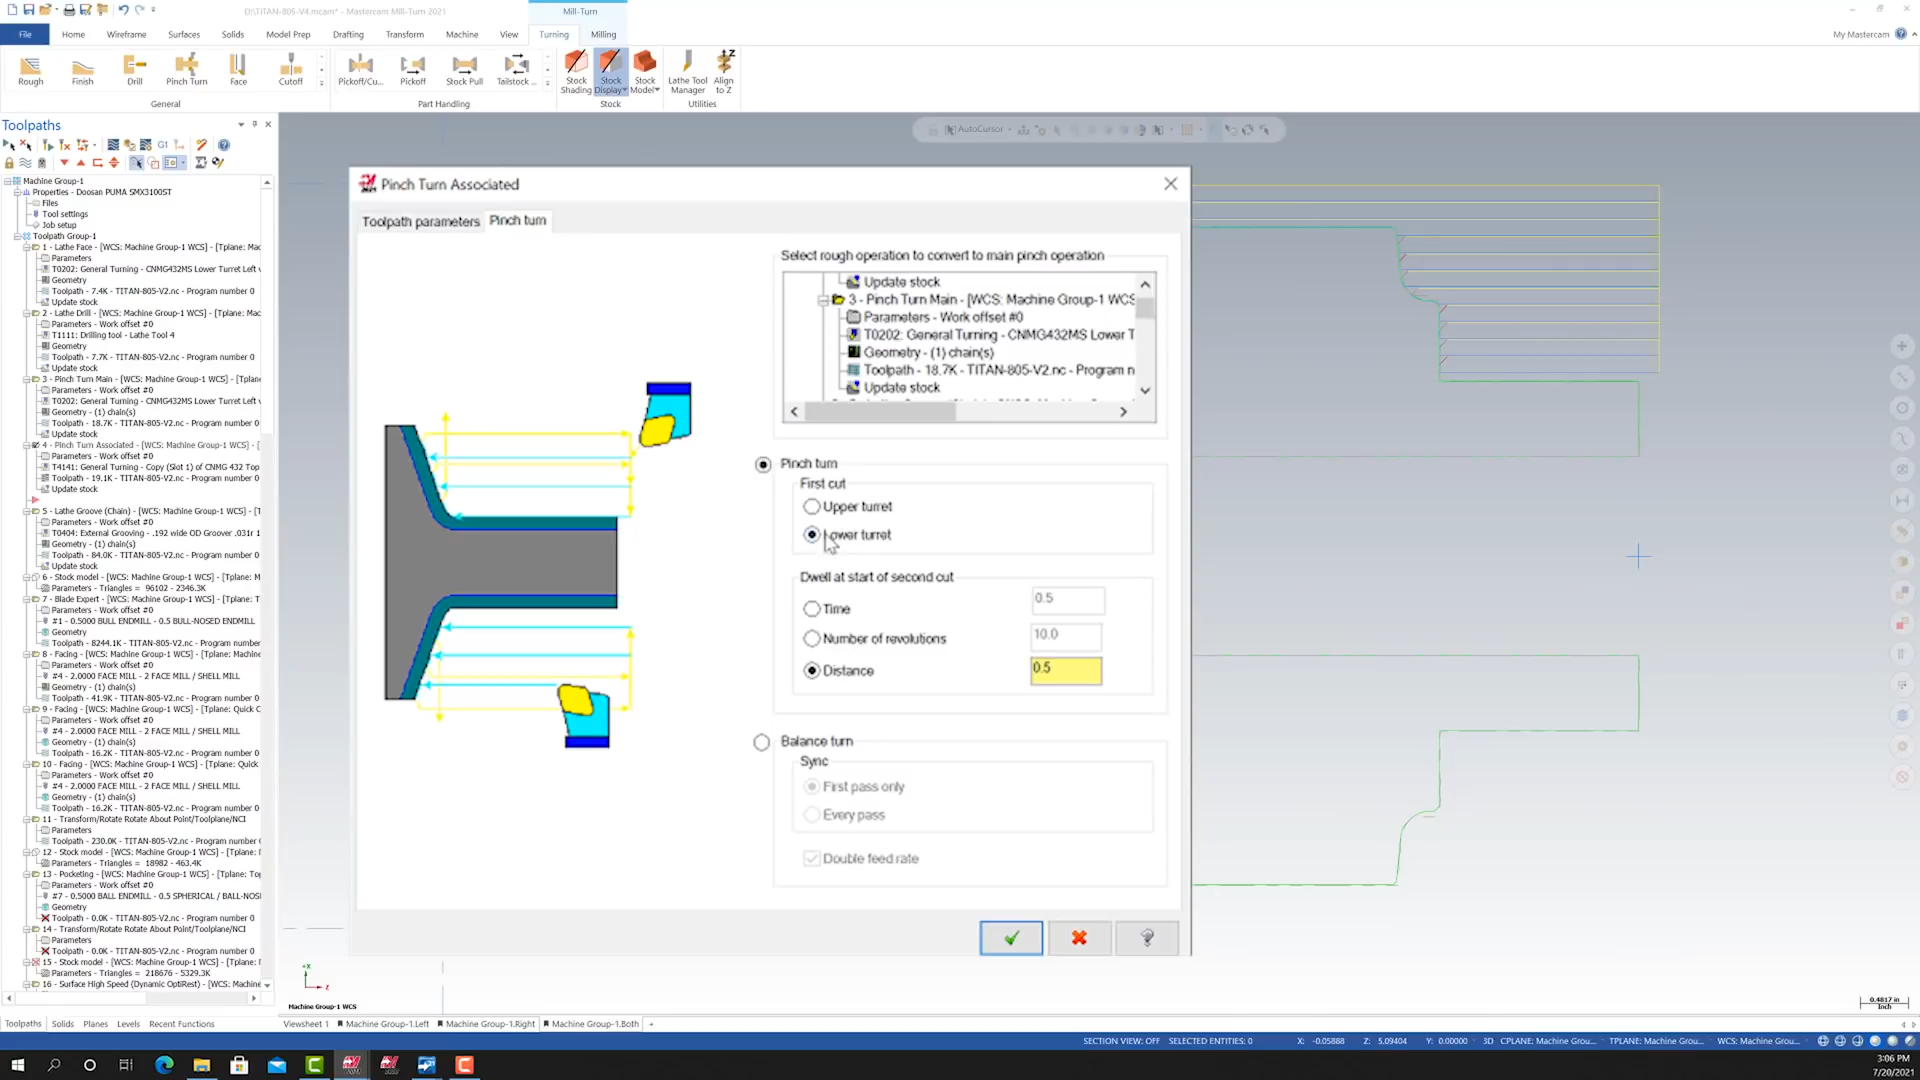 D:\TITAN-805-V4.mcam* - Mastercam Mill-Turn 2021
Mill-Turn
File
Home
Wireframe
Surfaces
Solids
Model Prep
Drafting
Transform
Machine
View
Turning
Milling
My Mastercam
Rough
Finish
Drill
Pinch Turn
Face
Cutoff
Pickoff/Cu...
Pickoff
Stock Pull
Tailstock ...
Stock Shading
Stock Display
Stock Model
Lathe Tool Manager
Align to Z
General
Part Handling
Stock
Utilities
Toolpaths
AutoCursor
G1
Machine Group-1
Properties - Doosan PUMA SMX3100ST
Files
Tool settings
Job setup
Toolpath Group-1
1 - Lathe Face - [WCS: Machine Group-1 WCS] - [Tplane: Mac
Parameters
T0202: General Turning - CNMG432MS Lower Turret Left v
Geometry
Toolpath - 7.4K - TITAN-805-V2.nc - Program number 0
Update stock
2 - Lathe Drill - [WCS: Machine Group-1 WCS] - [Tplane: Mac
Parameters - Work offset #0
T1111: Drilling tool - Lathe Tool 4
Geometry
Toolpath - 7.7K - TITAN-805-V2.nc - Program number 0
Update stock
3 - Pinch Turn Main - [WCS: Machine Group-1 WCS] - [Tplane
Parameters - Work offset #0
T0202: General Turning - CNMG432MS Lower Turret Left v
Geometry - (1) chain(s)
Toolpath - 18.7K - TITAN-805-V2.nc - Program number 0
Update stock
4 - Pinch Turn Associated - [WCS: Machine Group-1 WCS] - [
Parameters - Work offset #0
T4141: General Turning - Copy (Slot 1) of CNMG 432 Top
Toolpath - 19.1K - TITAN-805-V2.nc - Program number 0
Update stock
5 - Lathe Groove (Chain) - [WCS: Machine Group-1 WCS] - [T
Parameters - Work offset #0
T0404: External Grooving - .192 wide OD Groover .031r 1
Geometry - (1) chain(s)
Toolpath - 84.0K - TITAN-805-V2.nc - Program number 0
Update stock
6 - Stock model - [WCS: Machine Group-1 WCS] - [Tplane: M
Parameters - Triangles = 96102 - 2346.3K
7 - Blade Expert - [WCS: Machine Group-1 WCS] - [Tplane: T
Parameters - Work offset #0
#1 - 0.5000 BULL ENDMILL - 0.5 BULL-NOSED ENDMILL
Geometry
Toolpath - 8244.1K - TITAN-805-V2.nc - Program number
8 - Facing - [WCS: Machine Group-1 WCS] - [Tplane: Machine
Parameters - Work offset #0
#4 - 2.0000 FACE MILL - 2 FACE MILL / SHELL MILL
Geometry - (1) chain(s)
Toolpath - 41.9K - TITAN-805-V2.nc - Program number 0
9 - Facing - [WCS: Machine Group-1 WCS] - [Tplane: Quick C
Parameters - Work offset #0
#4 - 2.0000 FACE MILL - 2 FACE MILL / SHELL MILL
Geometry - (1) chain(s)
Toolpath - 16.2K - TITAN-805-V2.nc - Program number 0
10 - Facing - [WCS: Machine Group-1 WCS] - [Tplane: Quick
Parameters - Work offset #0
#4 - 2.0000 FACE MILL - 2 FACE MILL / SHELL MILL
Geometry - (1) chain(s)
Toolpath - 16.2K - TITAN-805-V2.nc - Program number 0
11 - Transform/Rotate Rotate About Point/Toolplane/NCI
Parameters
Toolpath - 230.0K - TITAN-805-V2.nc - Program number 0
12 - Stock model - [WCS: Machine Group-1 WCS] - [Tplane: I
Parameters - Triangles = 18982 - 463.4K
13 - Pocketing - [WCS: Machine Group-1 WCS] - [Tplane: Top
Parameters - Work offset #0
#7 - 0.5000 BALL ENDMILL - 0.5 SPHERICAL / BALL-NOS
Geometry
Toolpath - 0.0K - TITAN-805-V2.nc - Program number 0
14 - Transform/Rotate Rotate About Point/Toolplane/NCI
Parameters
Toolpath - 0.0K - TITAN-805-V2.nc - Program number 0
15 - Stock model - [WCS: Machine Group-1 WCS] - [Tplane: I
Parameters - Triangles = 218676 - 5329.3K
16 - Surface High Speed (Dynamic OptiRest) - [WCS: Machine
Pinch Turn Associated
Toolpath parameters
Pinch turn
Select rough operation to convert to main pinch operation
Update stock
3 - Pinch Turn Main - [WCS: Machine Group-1 WCS
Parameters - Work offset #0
T0202: General Turning - CNMG432MS Lower T
Geometry - (1) chain(s)
Toolpath - 18.7K - TITAN-805-V2.nc - Program n
Update stock
Pinch turn
First cut
Upper turret
Lower turret
Dwell at start of second cut
Time
0.5
Number of revolutions
10.0
Distance
0.5
Balance turn
Sync
First pass only
Every pass
Double feed rate
+X
Z
Machine Group-1 WCS
0.4817 in
Inch
Toolpaths
Solids
Planes
Levels
Recent Functions
Viewsheet 1
Machine Group-1.Left
Machine Group-1.Right
Machine Group-1.Both
+
SECTION VIEW: OFF
SELECTED ENTITIES: 0
X: -0.05888
Z: 5.09404
Y: 0.00000
3D
CPLANE: Machine Grou...
TPLANE: Machine Grou...
WCS: Machine Grou...
3:06 PM
7/20/2021